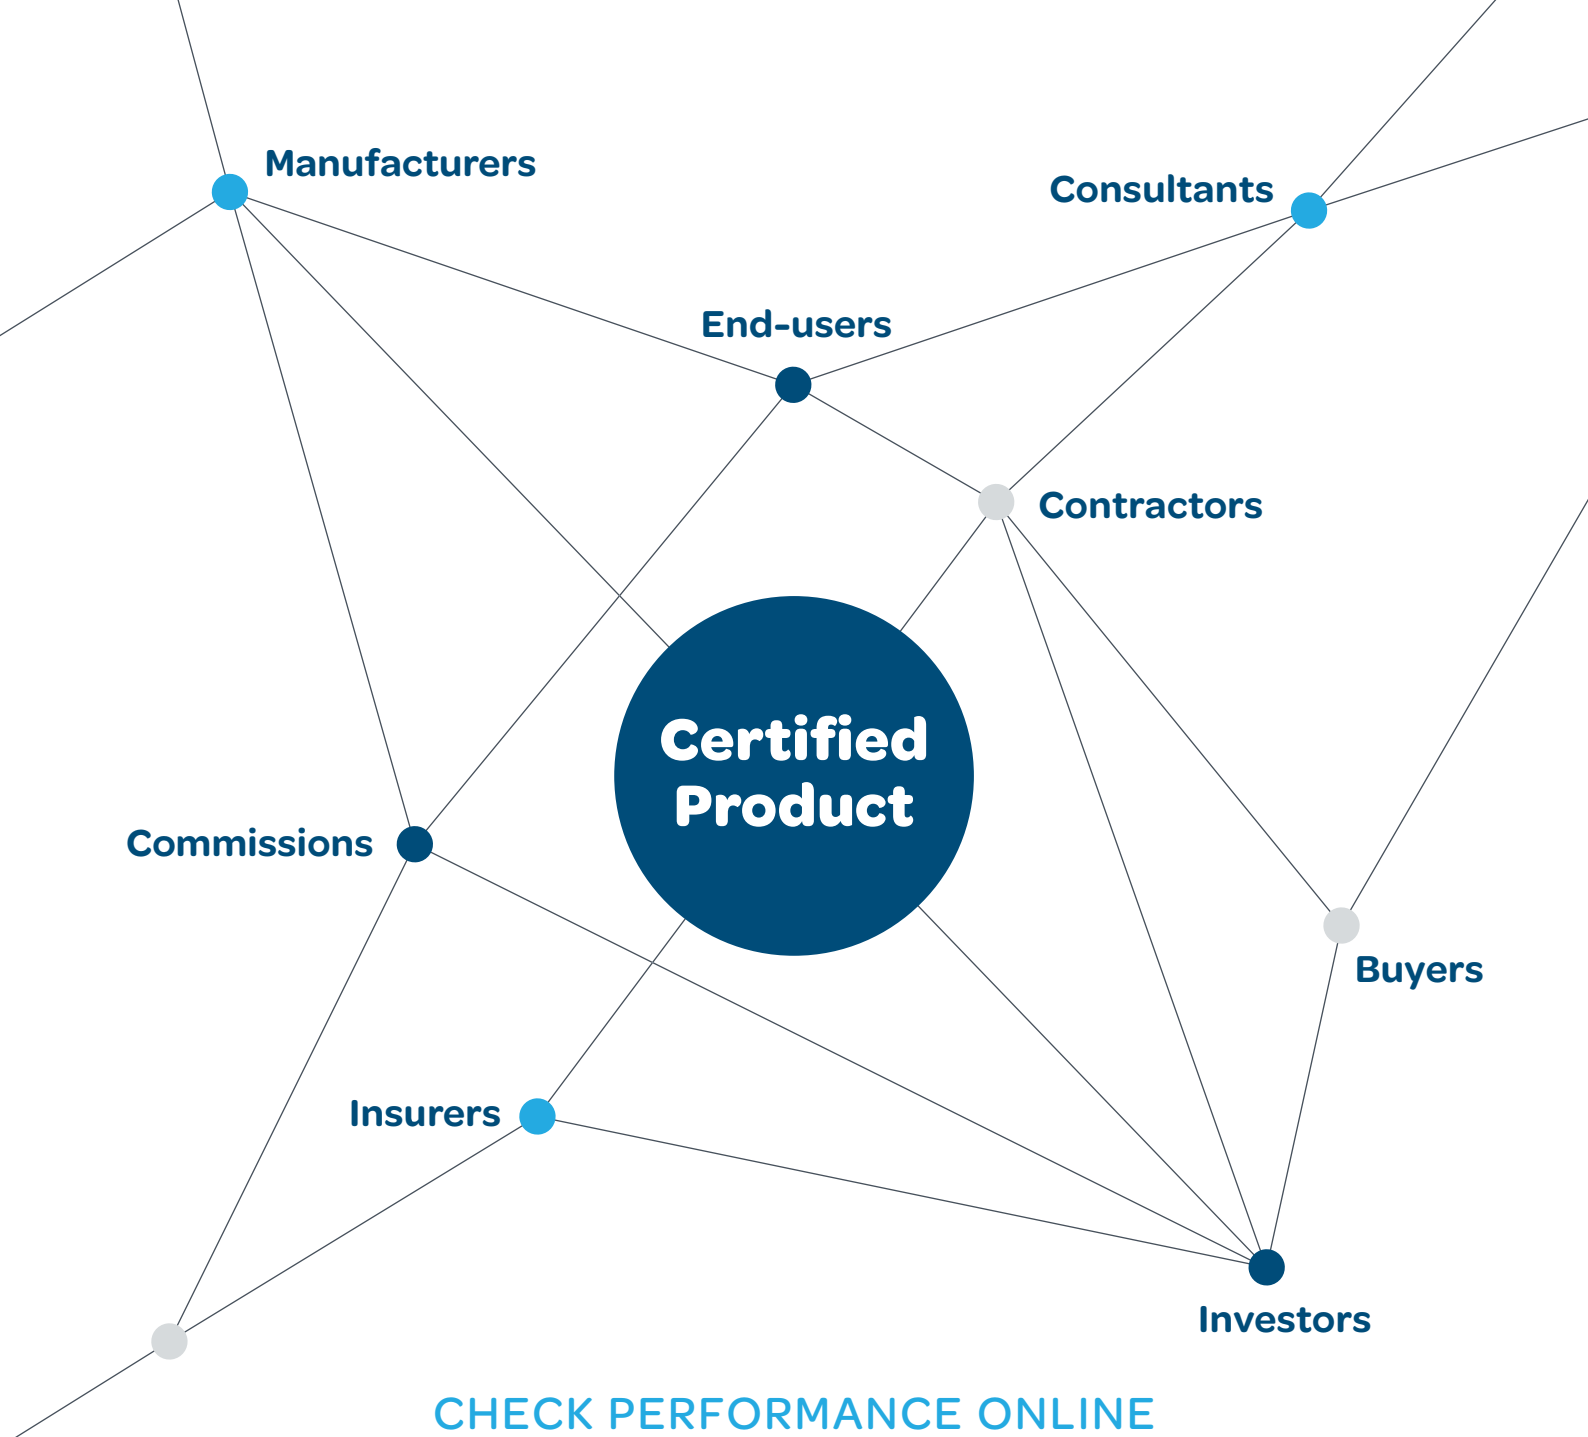 Manufacturers
Consultants
End-users
Contractors
Certified
Product
Commissions
Buyers
Insurers
Investors
CHECK PERFORMANCE ONLINE